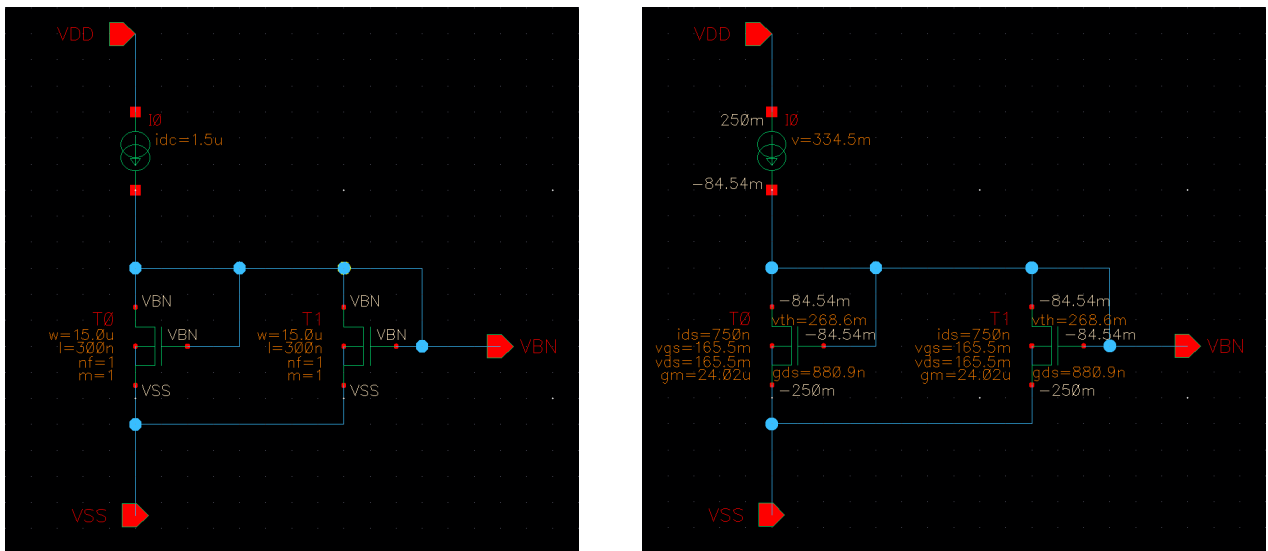 VDD
I0
idc=1.5u
VBN
VBN
T0
T1
w=15.0u
l=300n
nf=1
m=1
VBN
w=15.0u
l=300n
nf=1
m=1
VBN
VBN
VSS
VSS
VSS
VDD
250m
I0
v=334.5m
-84.54m
-84.54m
-84.54m
T0
vth=268.6m
ids=750n
-84.54m
vgs=165.5m
vds=165.5m
gm=24.02u
gds=880.9n
-250m
T1
vth=268.6m
ids=750n
-84.54m
vgs=165.5m
vds=165.5m
gm=24.02u
gds=880.9n
-250m
VBN
VSS